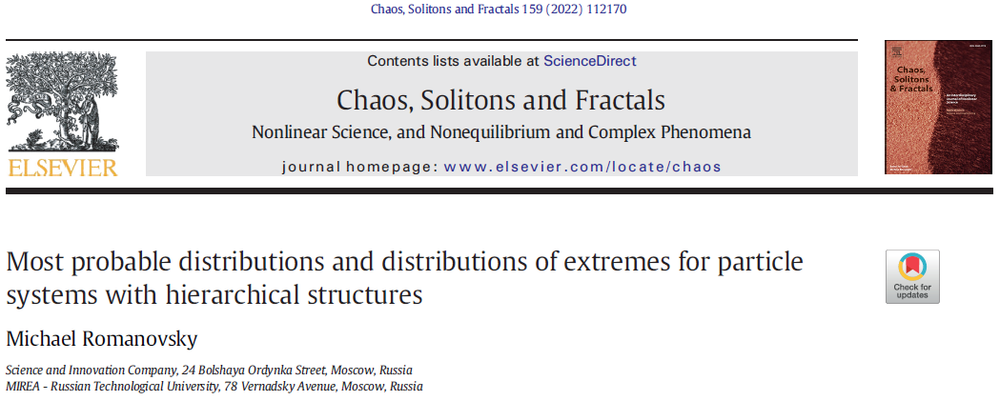 Chaos, Solitons and Fractals 159 (2022) 112170
Contents lists available at ScienceDirect
Chaos, Solitons and Fractals
Nonlinear Science, and Nonequilibrium and Complex Phenomena
journal homepage: www.elsevier.com/locate/chaos
ELSEVIER
Chaos,
Solitons
& Fractals
Most probable distributions and distributions of extremes for particle
systems with hierarchical structures
Check for
updates
Michael Romanovsky
Science and Innovation Company, 24 Bolshaya Ordynka Street, Moscow, Russia
MIREA - Russian Technological University, 78 Vernadsky Avenue, Moscow, Russia